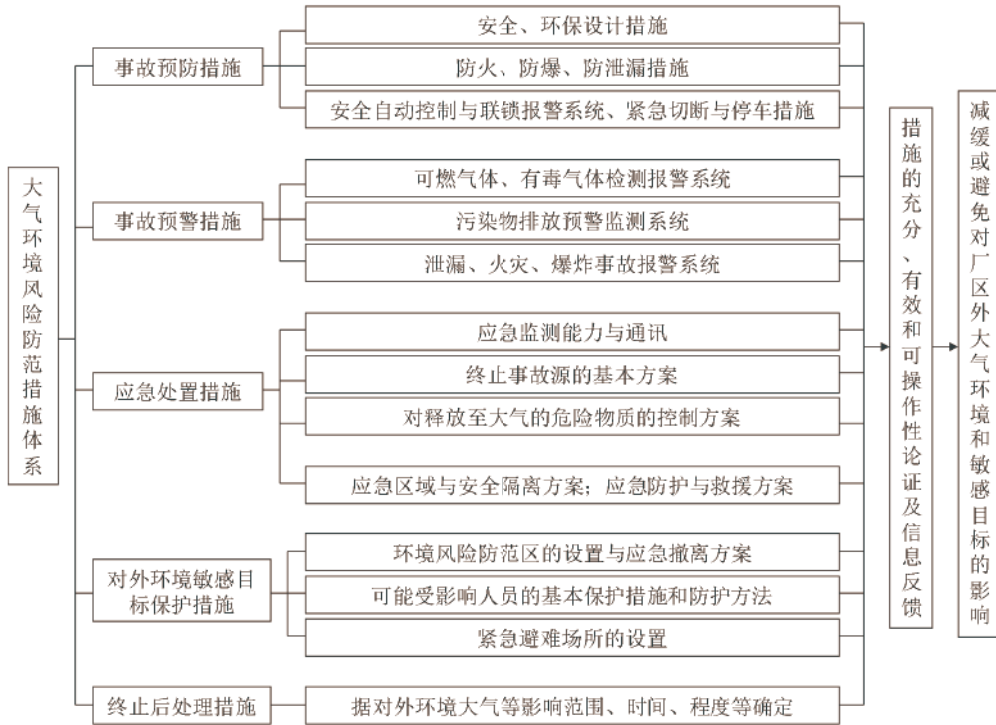 大气环境风险防范措施体系
事故预防措施
安全、环保设计措施
防火、防爆、防泄漏措施
安全自动控制与联锁报警系统、紧急切断与停车措施
事故预警措施
可燃气体、有毒气体检测报警系统
污染物排放预警监测系统
泄漏、火灾、爆炸事故报警系统
应急处置措施
应急监测能力与通讯
终止事故源的基本方案
对释放至大气的危险物质的控制方案
应急区域与安全隔离方案；应急防护与救援方案
对外环境敏感目
标保护措施
环境风险防范区的设置与应急撤离方案
可能受影响人员的基本保护措施和防护方法
紧急避难场所的设置
终止后处理措施
据对外环境大气等影响范围、时间、程度等确定
措施的充分、有效和可操作性论证及信息反馈
减缓或避免对厂区外大气环境和敏感目标的影响